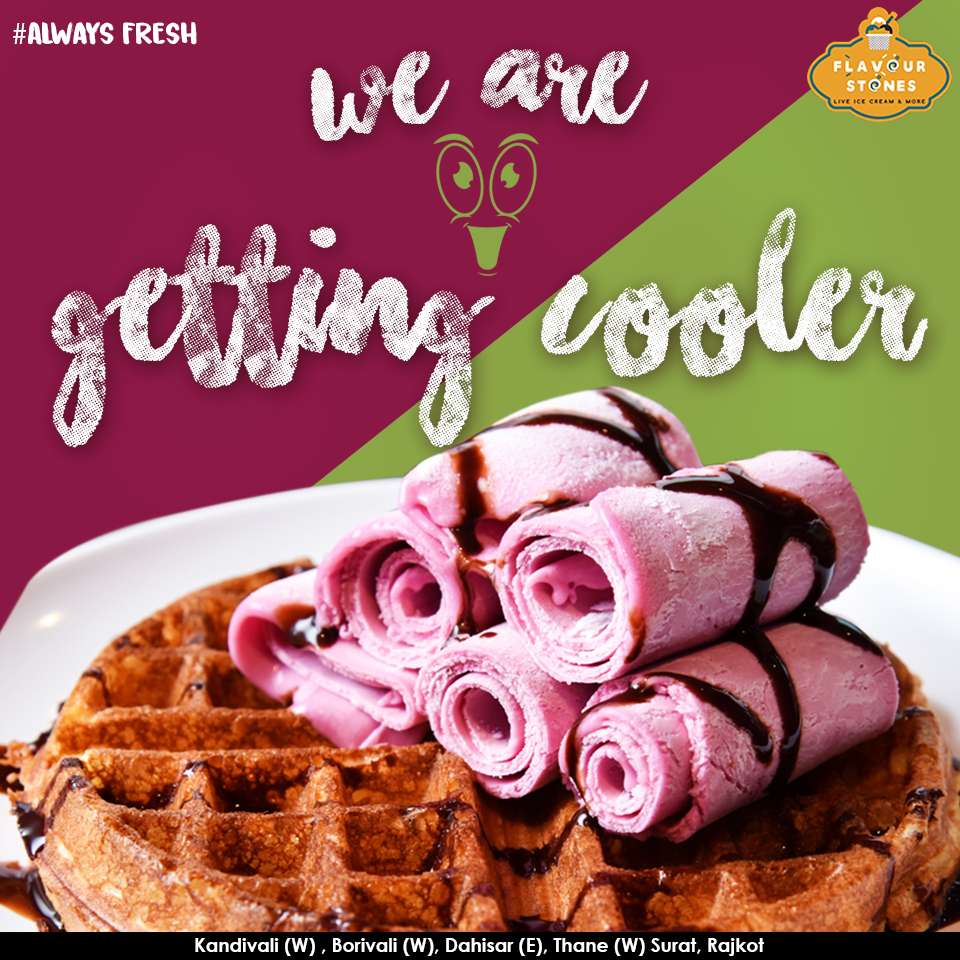 #ALWAYS FRESH
FLAVOUR
STONES
LIVE ICE CREAM & MORE
we are
getting cooler
Kandivali (W) , Borivali (W), Dahisar (E), Thane (W) Surat, Rajkot